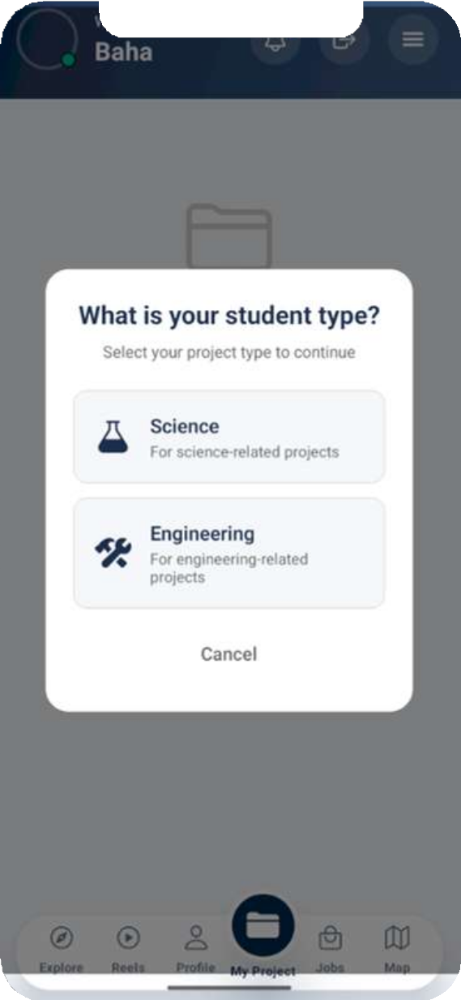 Baha
What is your student type?
Select your project type to continue
Science
For science-related projects
Engineering
For engineering-related
projects
Cancel
Explore
Reels
Profile
My Project
Jobs
Map